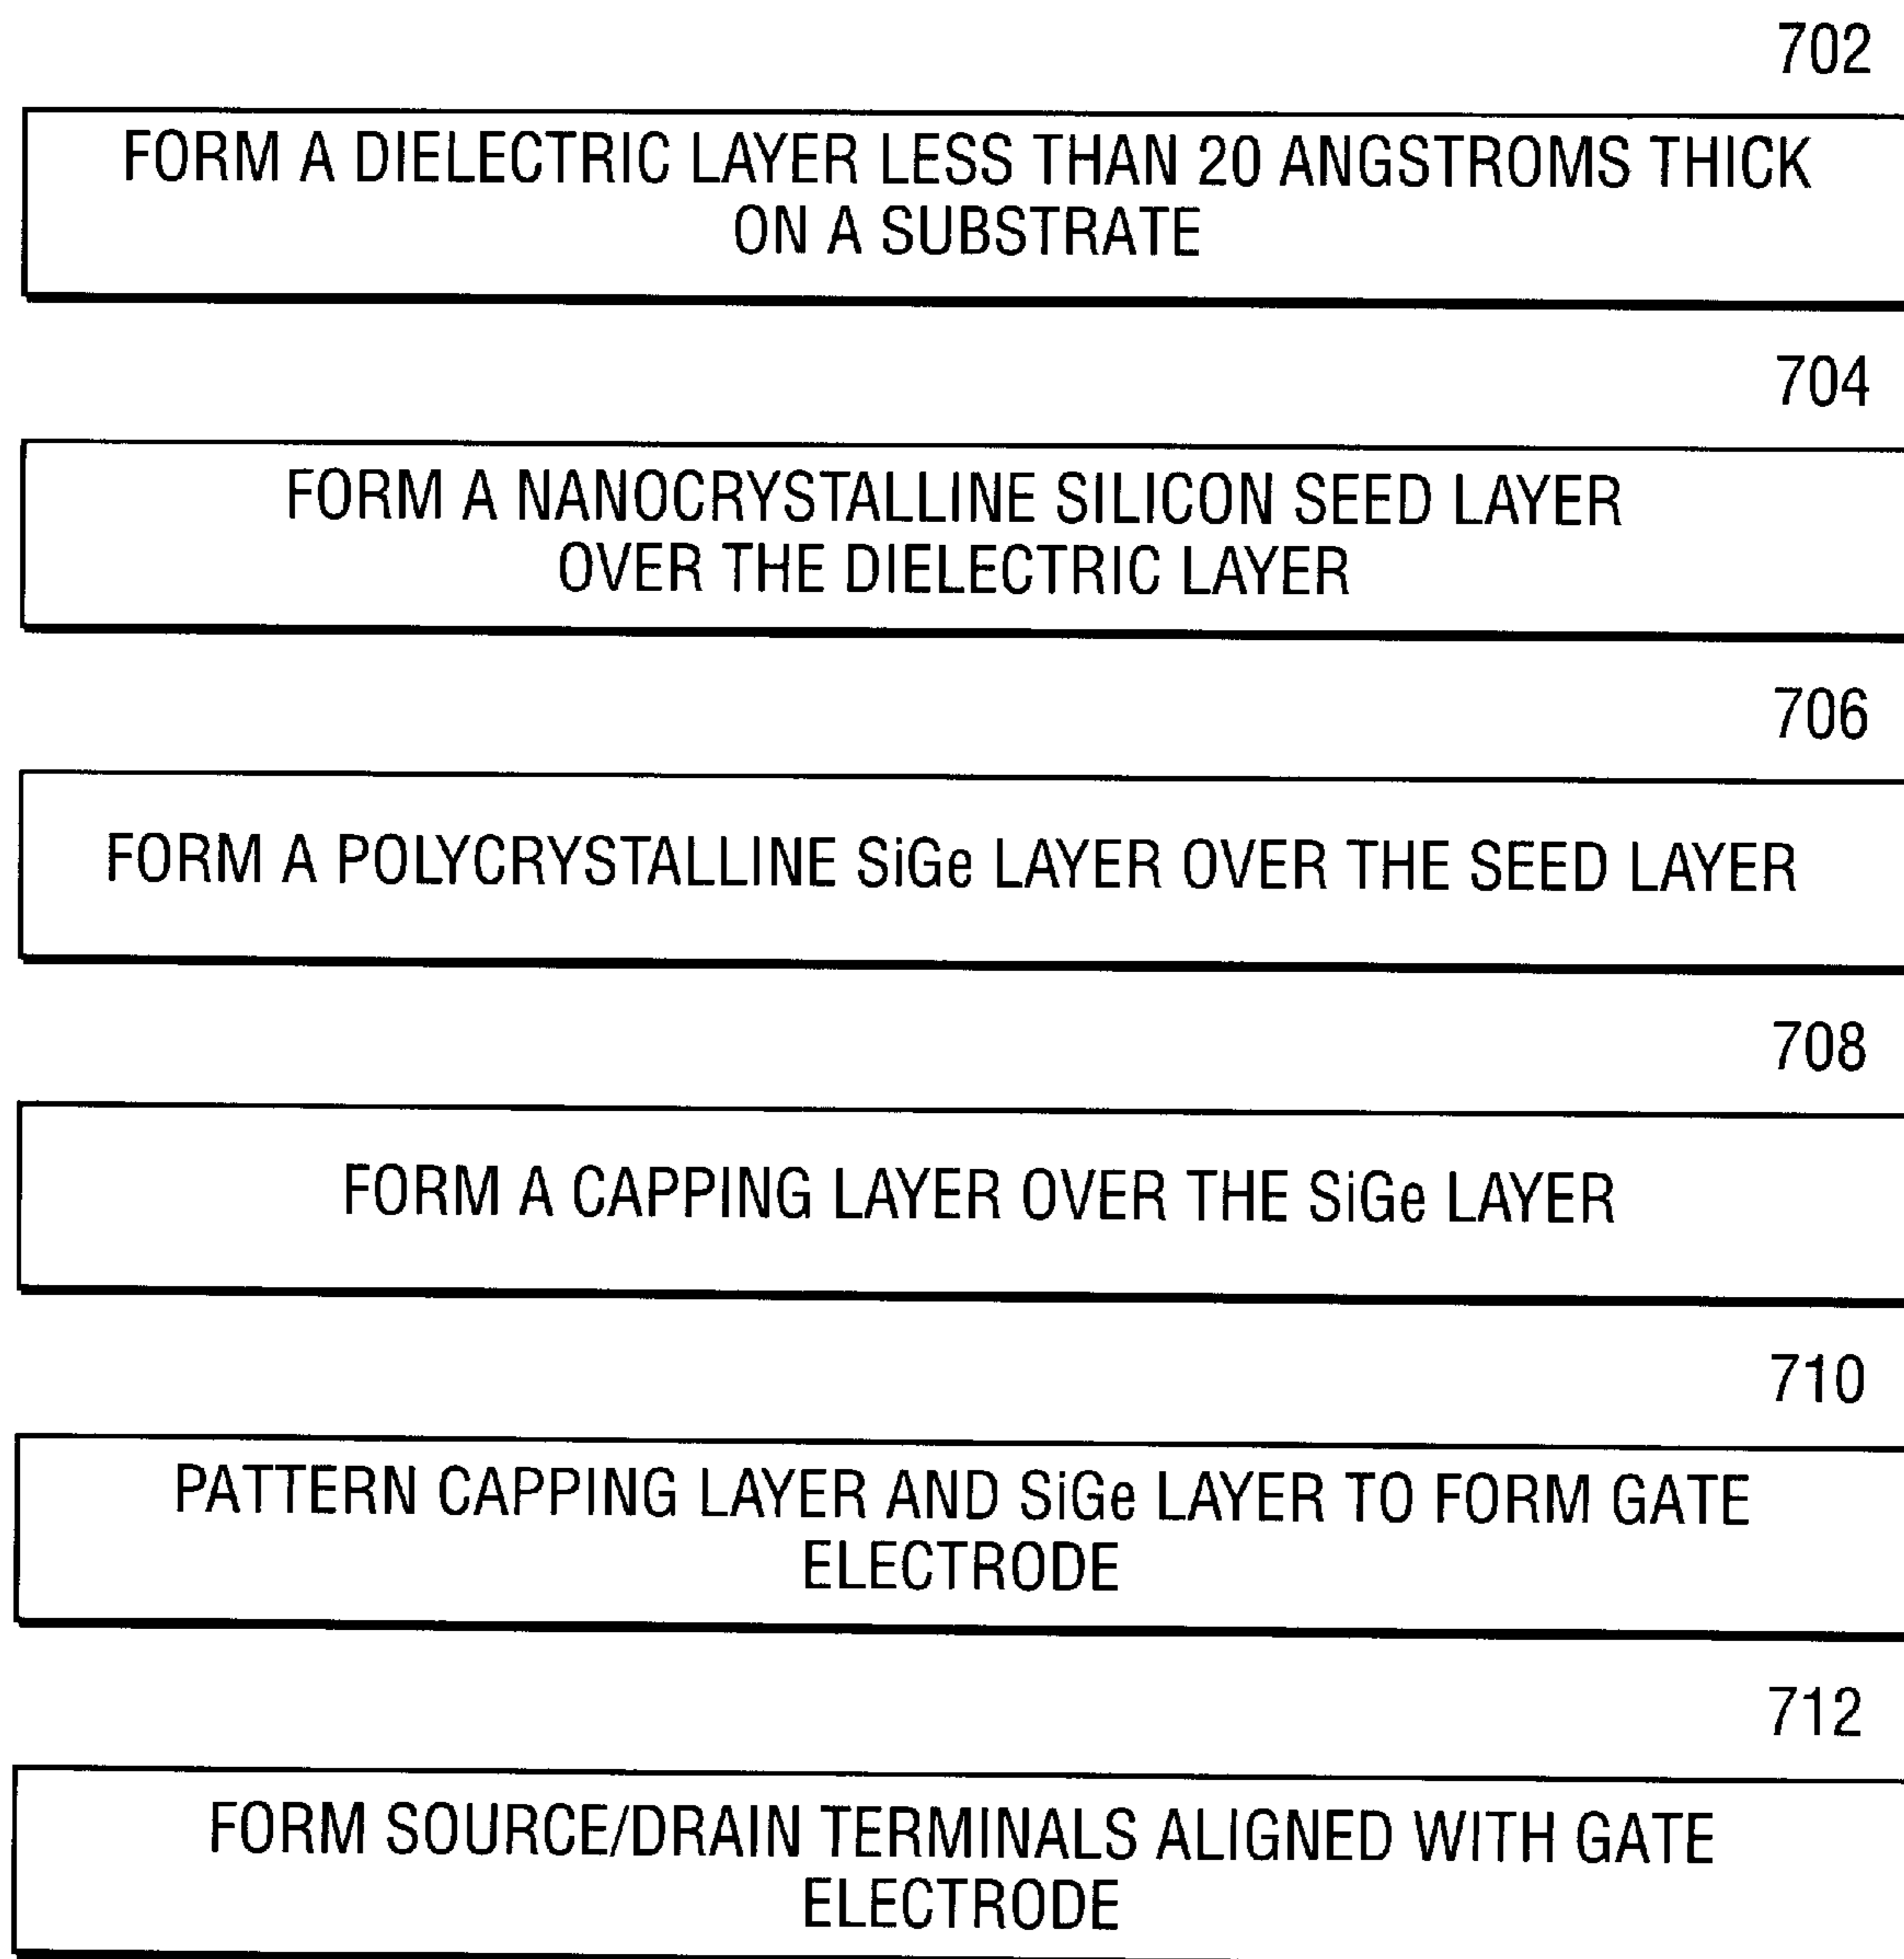 702
FORM A DIELECTRIC LAYER LESS THAN 20 ANGSTROMS THICK
ON A SUBSTRATE
704
FORM A NANOCRYSTALLINE SILICON SEED LAYER
OVER THE DIELECTRIC LAYER
706
FORM A POLYCRYSTALLINE SiGe LAYER OVER THE SEED LAYER
708
FORM A CAPPING LAYER OVER THE SiGe LAYER
710
PATTERN CAPPING LAYER AND SiGe LAYER TO FORM GATE
ELECTRODE
712
FORM SOURCE/DRAIN TERMINALS ALIGNED WITH GATE
ELECTRODE